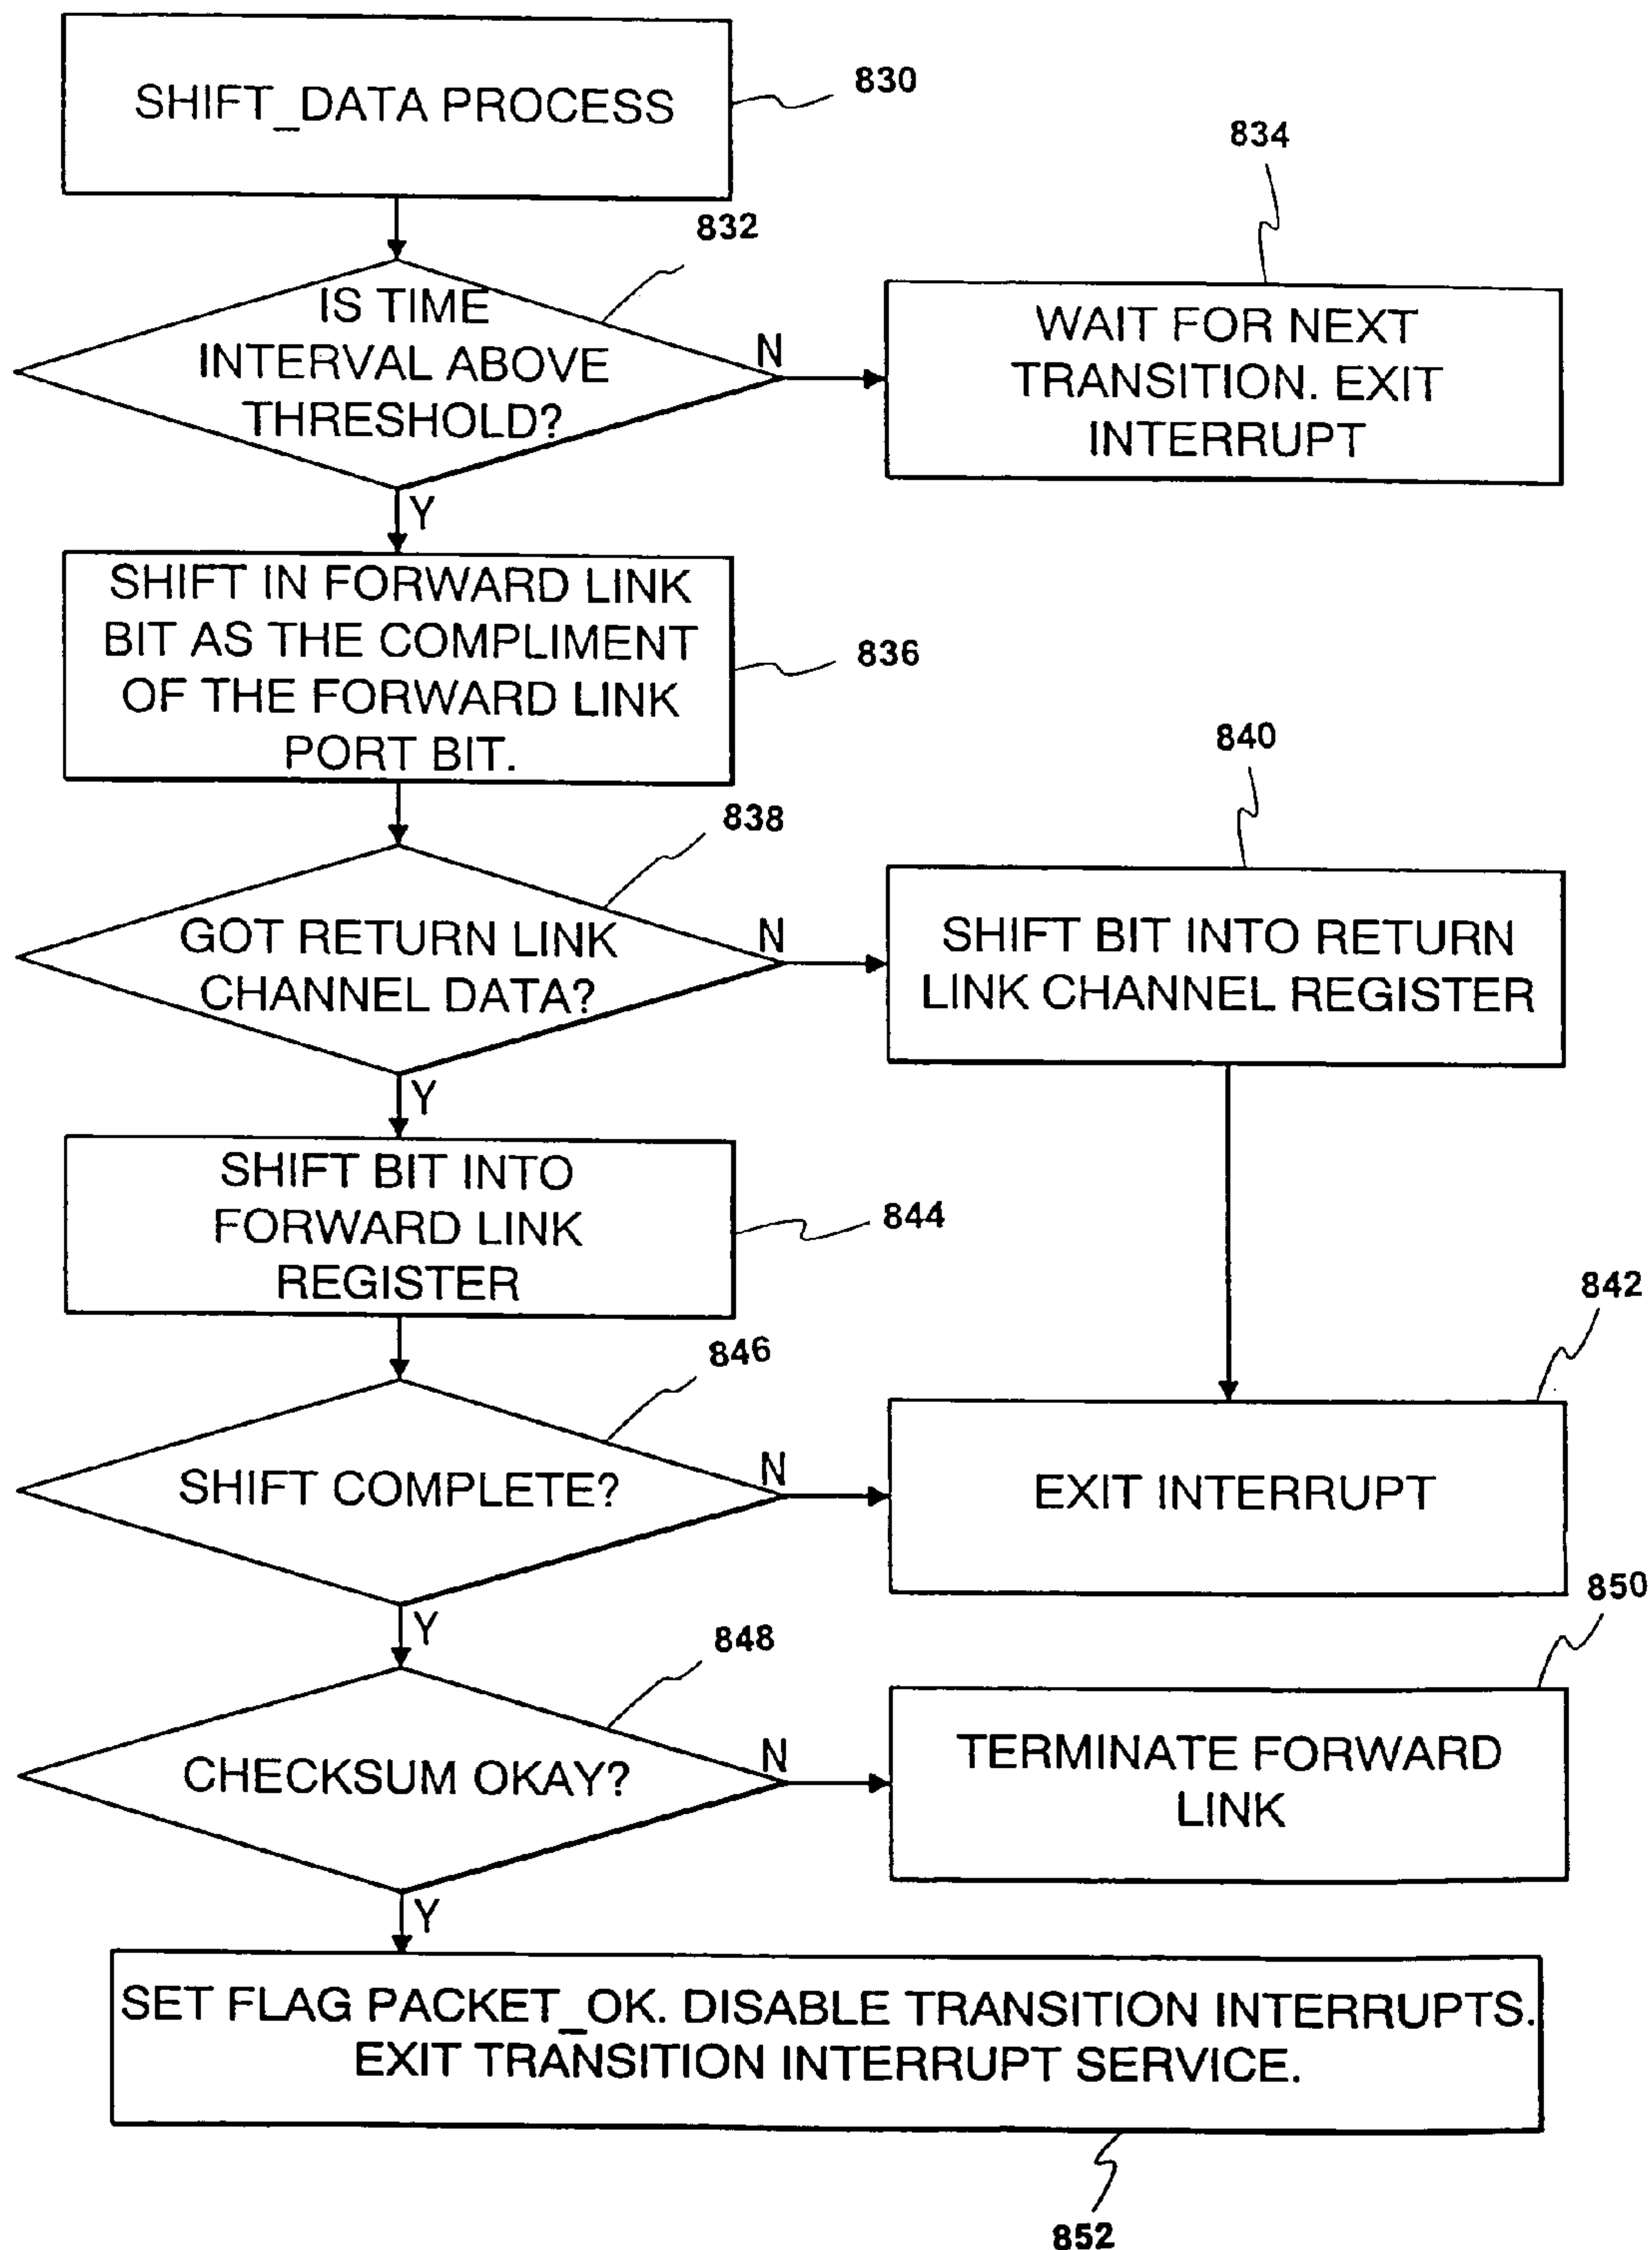 SHIFT_DATA PROCESS
830
832
834
IS TIME
INTERVAL ABOVE
THRESHOLD?
N
WAIT FOR NEXT
TRANSITION. EXIT
INTERRUPT
Y
SHIFT IN FORWARD LINK
BIT AS THE COMPLIMENT
OF THE FORWARD LINK
PORT BIT.
836
838
840
GOT RETURN LINK
CHANNEL DATA?
N
SHIFT BIT INTO RETURN
LINK CHANNEL REGISTER
Y
SHIFT BIT INTO
FORWARD LINK
REGISTER
844
842
846
SHIFT COMPLETE?
N
EXIT INTERRUPT
Y
848
850
CHECKSUM OKAY?
N
TERMINATE FORWARD
LINK
Y
SET FLAG PACKET_OK. DISABLE TRANSITION INTERRUPTS.
EXIT TRANSITION INTERRUPT SERVICE.
852